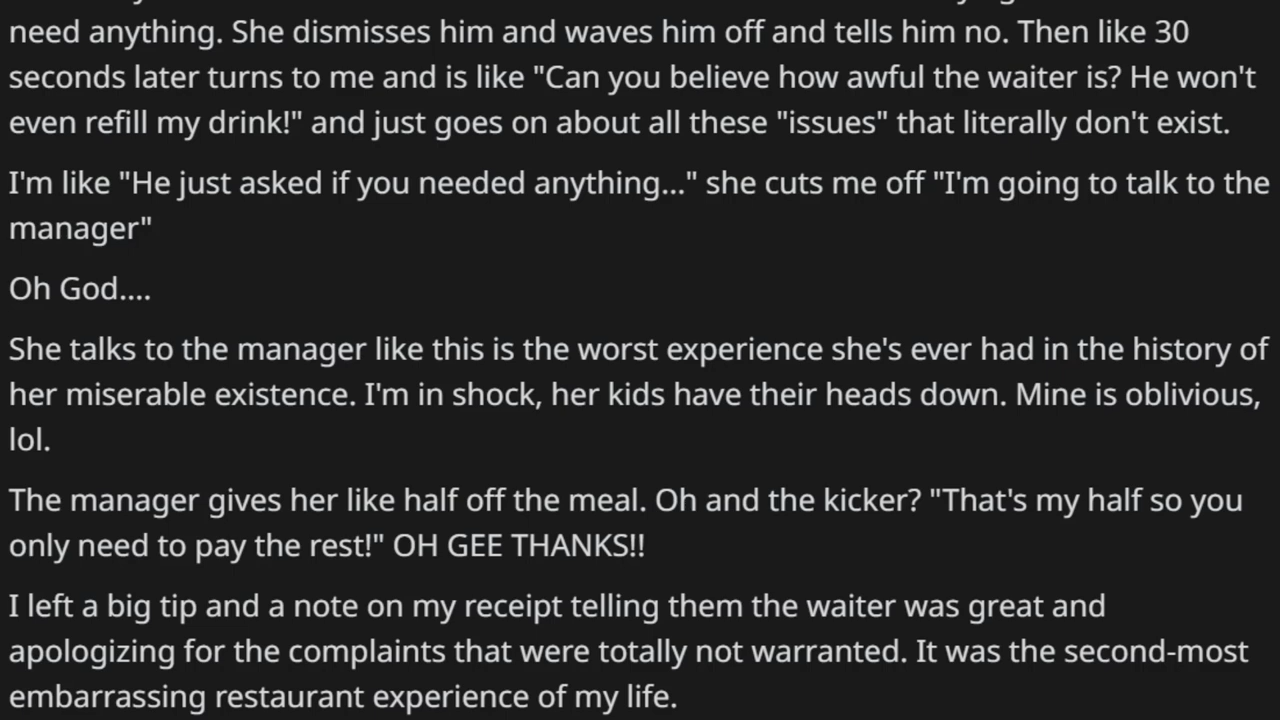 need anything. She dismisses him and waves him off and tells him no. Then like 30
seconds later turns to me and is like "Can you believe how awful the waiter is? He won't
even refill my drink!" and just goes on about all these "issues" that literally don't exist.
I'm like "He just asked if you needed anything..." she cuts me off "I'm going to talk to the
manager"
Oh God....
She talks to the manager like this is the worst experience she's ever had in the history of
her miserable existence. I'm in shock, her kids have their heads down. Mine is oblivious,
lol.
The manager gives her like half off the meal. Oh and the kicker? "That's my half so you
only need to pay the rest!" OH GEE THANKS!!
I left a big tip and a note on my receipt telling them the waiter was great and
apologizing for the complaints that were totally not warranted. It was the second-most
embarrassing restaurant experience of my life.